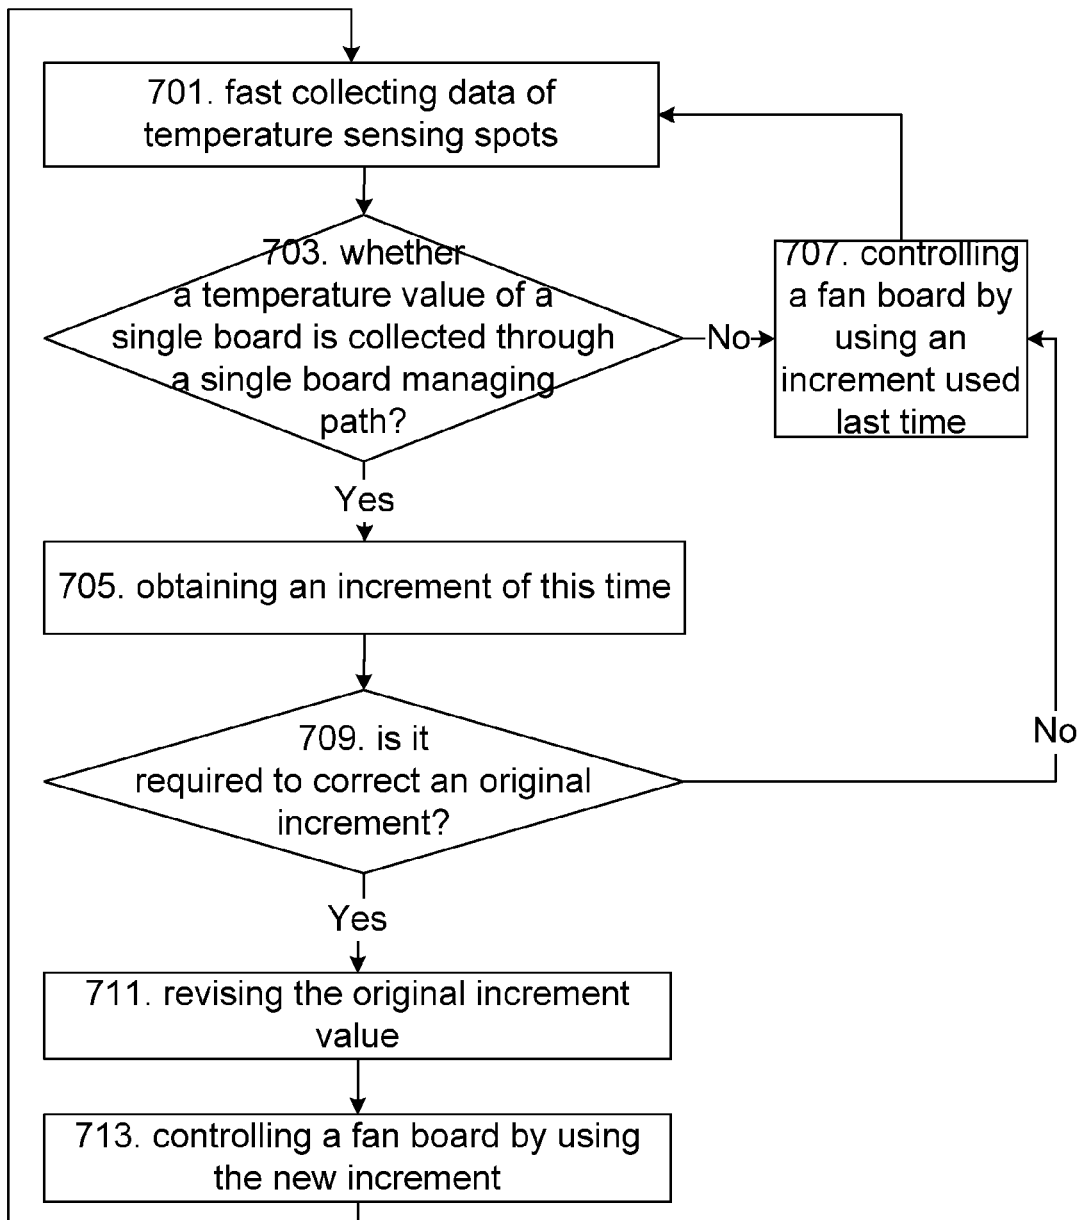 701. fast collecting data of
temperature sensing spots
703. whether
a temperature value of a
single board is collected through
a single board managing
path?
No
707. controlling
a fan board by
using an
increment used
last time
Yes
705. obtaining an increment of this time
709. is it
required to correct an original
increment?
No
Yes
711. revising the original increment
value
713. controlling a fan board by using
the new increment